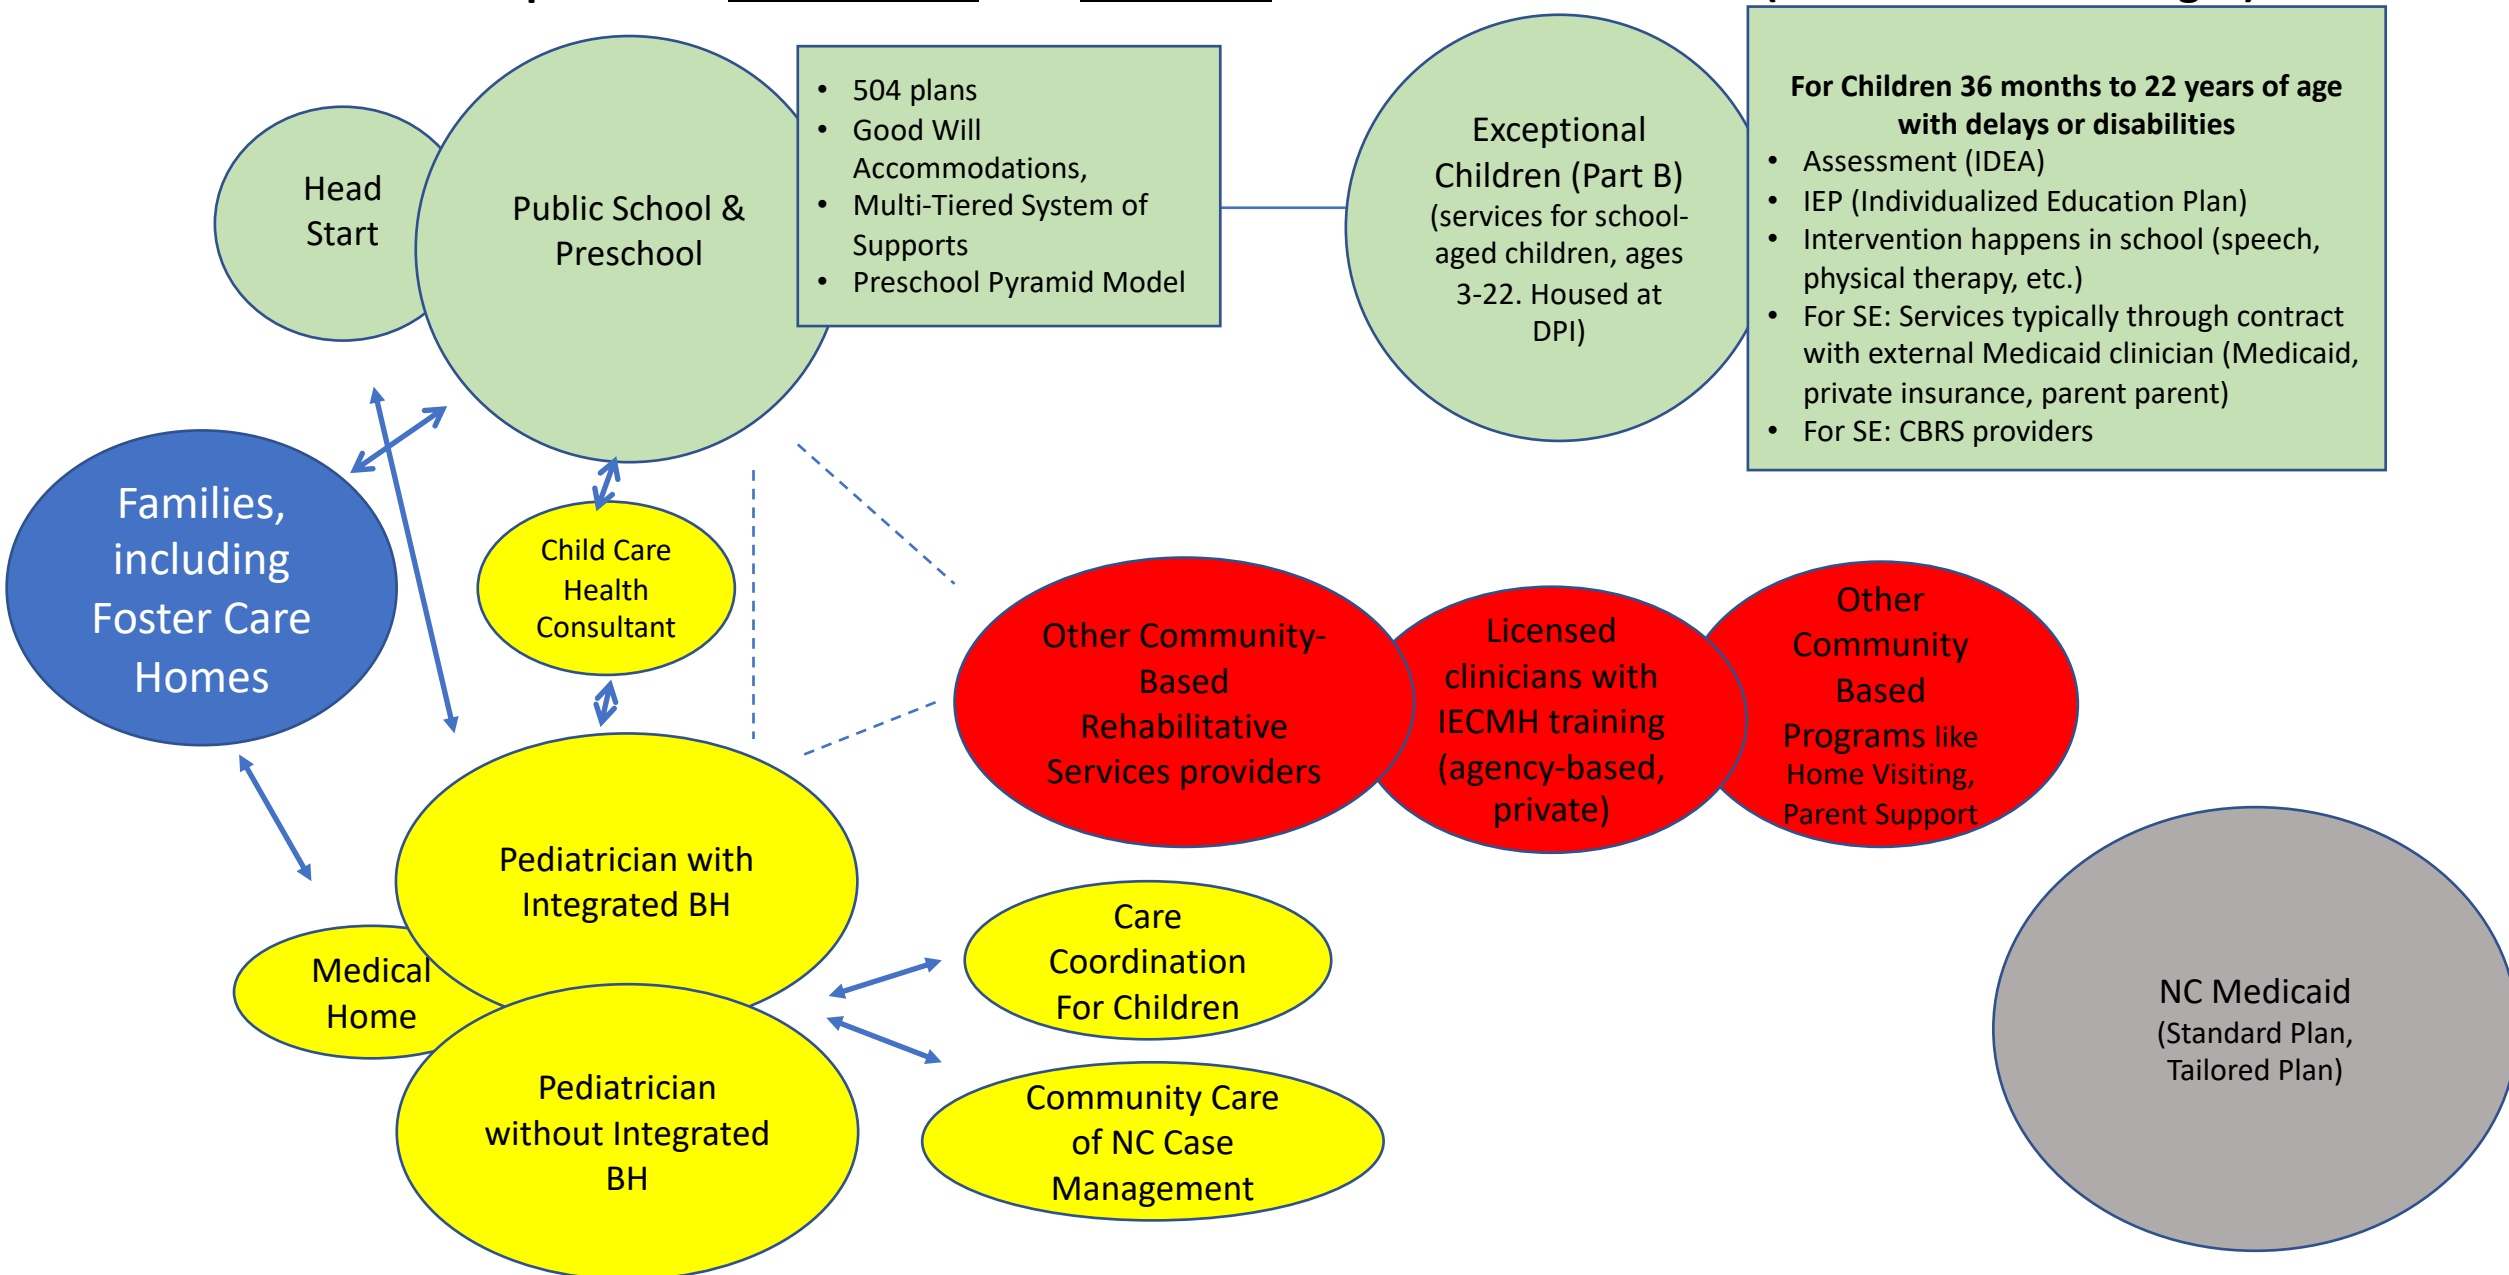 Head
Start
Public School &
Preschool
• 504 plans
• Good Will
Accommodations,
• Multi-Tiered System of
Supports
• Preschool Pyramid Model
Exceptional
Children (Part B)
(services for school-
aged children, ages
3-22. Housed at
DPI)
For Children 36 months to 22 years of age
with delays or disabilities
• Assessment (IDEA)
• IEP (Individualized Education Plan)
• Intervention happens in school (speech,
physical therapy, etc.)
• For SE: Services typically through contract
with external Medicaid clinician (Medicaid,
private insurance, parent parent)
• For SE: CBRS providers
Families,
including
Foster Care
Homes
Child Care
Health
Consultant
Other Community-
Based
Rehabilitative
Services providers
Licensed
clinicians with
IECMH training
(agency-based,
private)
Other
Community
Based
Programs like
Home Visiting,
Parent Support
Pediatrician with
Integrated BH
Medical
Home
Pediatrician
without Integrated
BH
Care
Coordination
For Children
Community Care
of NC Case
Management
NC Medicaid
(Standard Plan,
Tailored Plan)